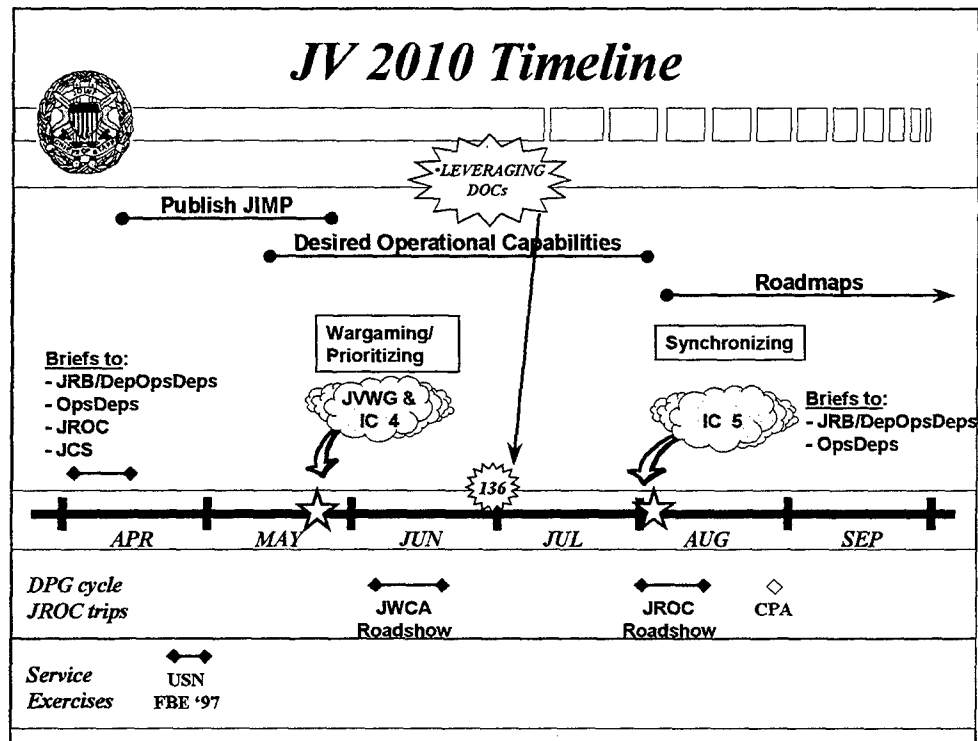 JV 2010 Timeline
•LEVERAGING
DOCs
Publish JIMP
Desired Operational Capabilities
Roadmaps
Wargaming/
Prioritizing
Synchronizing
Briefs to:
- JRB/DepOpsDeps
- OpsDeps
- JROC
- JCS
JVWG &
IC 4
IC 5
Briefs to:
- JRB/DepOpsDeps
- OpsDeps
136
APR MAY JUN JUL AUG SEP
DPG cycle
JROC trips
JWCA
Roadshow
JROC
Roadshow
CPA
Service
Exercises
USN
FBE ‘97